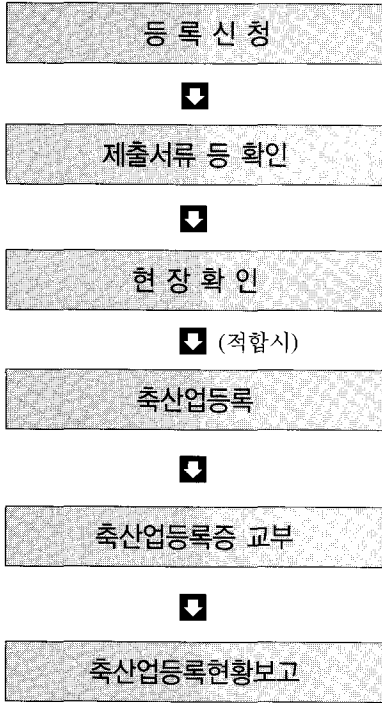 등록신청
제출서류 등 확인
현장확인
(적합시)
축산업등록
축산업등록증 교부
축산업등록현황보고